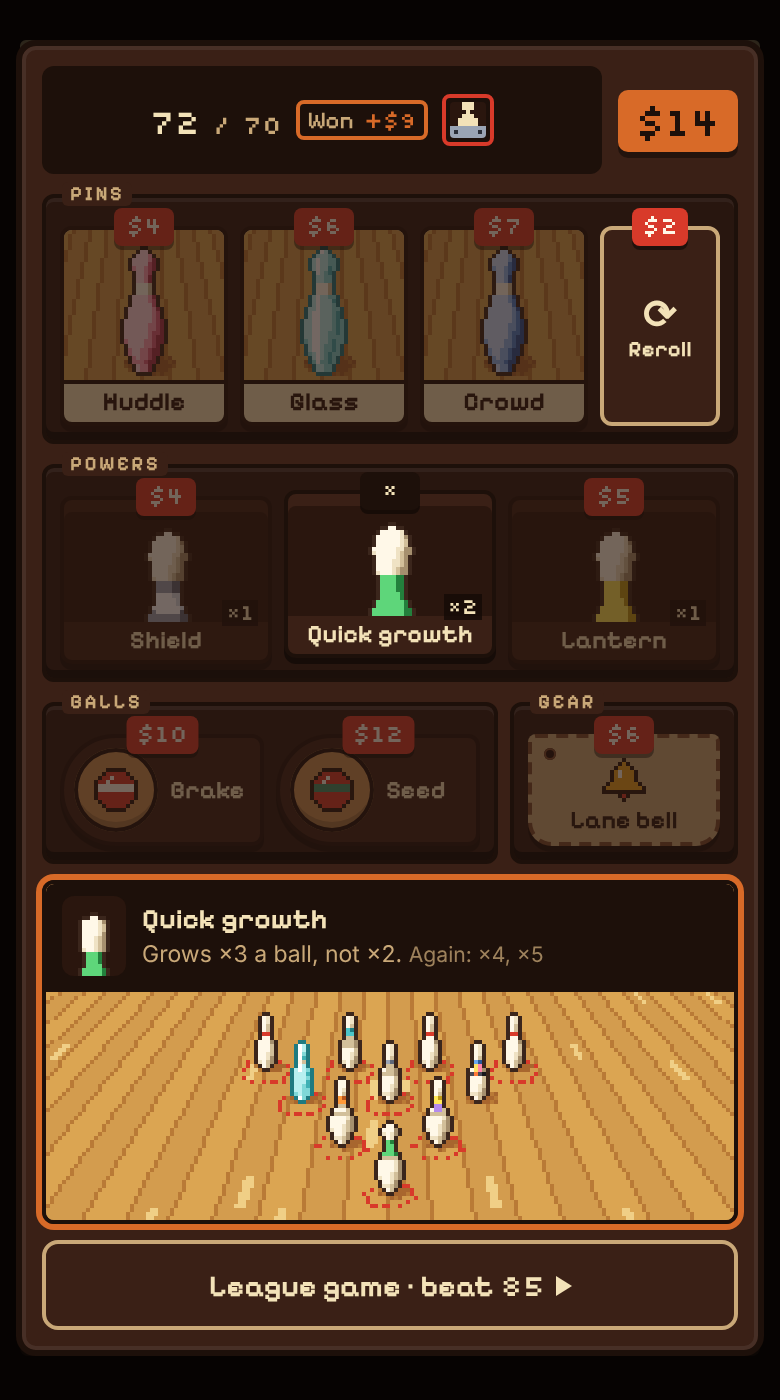 72 / 70 Won +$9
$14
PINS
$4 $6 $7 $2
Huddle Glass Crowd Reroll
POWERS
$4 × $5
×1 ×2 ×1
Shield Quick growth Lantern
BALLS GEAR
$10 $12 $6
Brake Seed Lane bell
Quick growth
Grows ×3 a ball, not ×2. Again: ×4, ×5
League game · beat 85 ▶